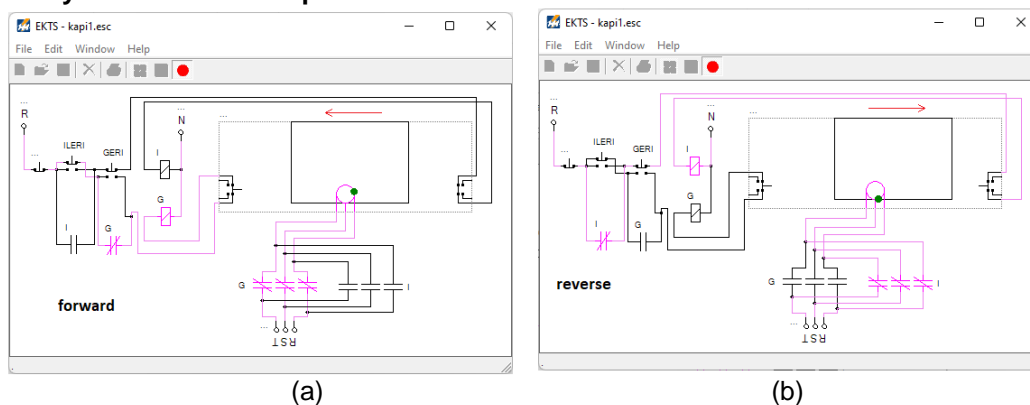 EKTS - kapi1.esc
File Edit Window Help
...
R
...
N
...
ILERI
GERI
I
...
G
I
G
G
I
forward
...
RST
(a)
EKTS - kapi1.esc
File Edit Window Help
...
R
...
N
...
ILERI
GERI
I
...
G
I
G
G
I
reverse
...
RST
(b)